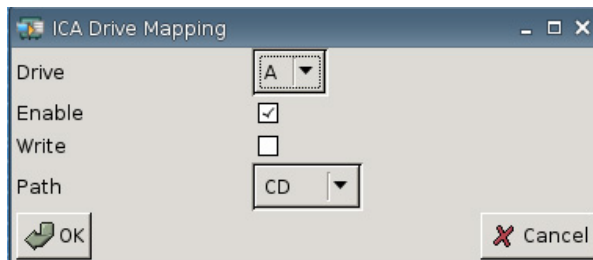 ICA Drive Mapping
Drive A
Enable
Write
Path CD
OK Cancel